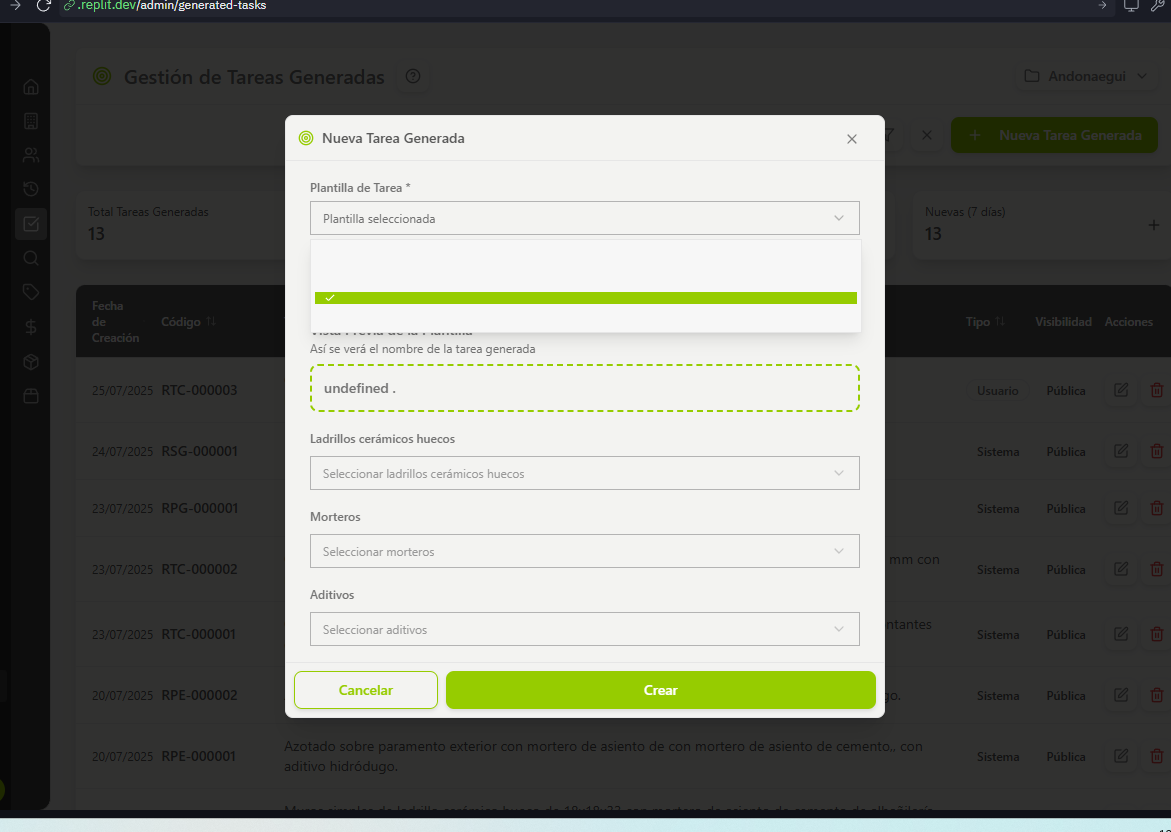 .replit.dev/admin/generated-tasks
Gestión de Tareas Generadas
Andonaegui
Nueva Tarea Generada
Nueva Tarea Generada
Total Tareas Generadas
13
Nuevas (7 días)
13
Plantilla de Tarea *
Plantilla seleccionada
Vista Previa de la Plantilla
Así se verá el nombre de la tarea generada
undefined .
Ladrillos cerámicos huecos
Seleccionar ladrillos cerámicos huecos
Morteros
Seleccionar morteros
Aditivos
Seleccionar aditivos
Cancelar
Crear
Fecha de Creación
Código
Tipo
Visibilidad
Acciones
25/07/2025 RTC-000003 Usuario Pública
24/07/2025 RSG-000001 Sistema Pública
23/07/2025 RPG-000001 Sistema Pública
23/07/2025 RTC-000002 mm con Sistema Pública
23/07/2025 RTC-000001 ntantes Sistema Pública
20/07/2025 RPE-000002 go. Sistema Pública
20/07/2025 RPE-000001 Azotado sobre paramento exterior con mortero de asiento de con mortero de asiento de cemento,, con aditivo hidródugo. Sistema Pública